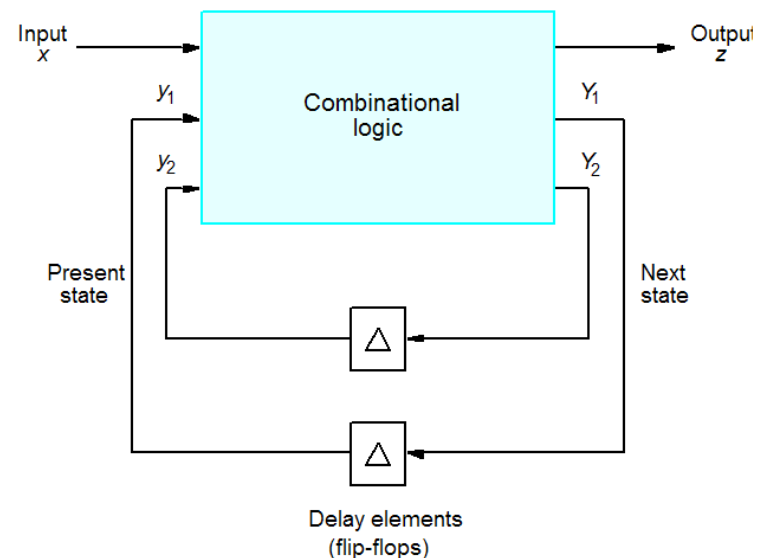 Input
x
Output
z
y1
Combinational
logic
Y1
y2
Y2
Present
state
Next
state
Δ
Δ
Delay elements
(flip-flops)